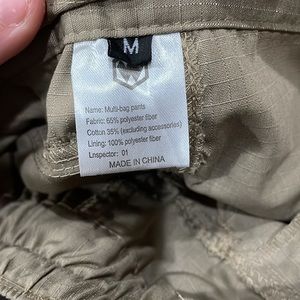 M
Name: Multi-bag pants
Fabric: 65% polyester fiber
Cotton 35% (excluding accessories)
Lining: 100% polyester fiber
Lnspector: 01
MADE IN CHINA